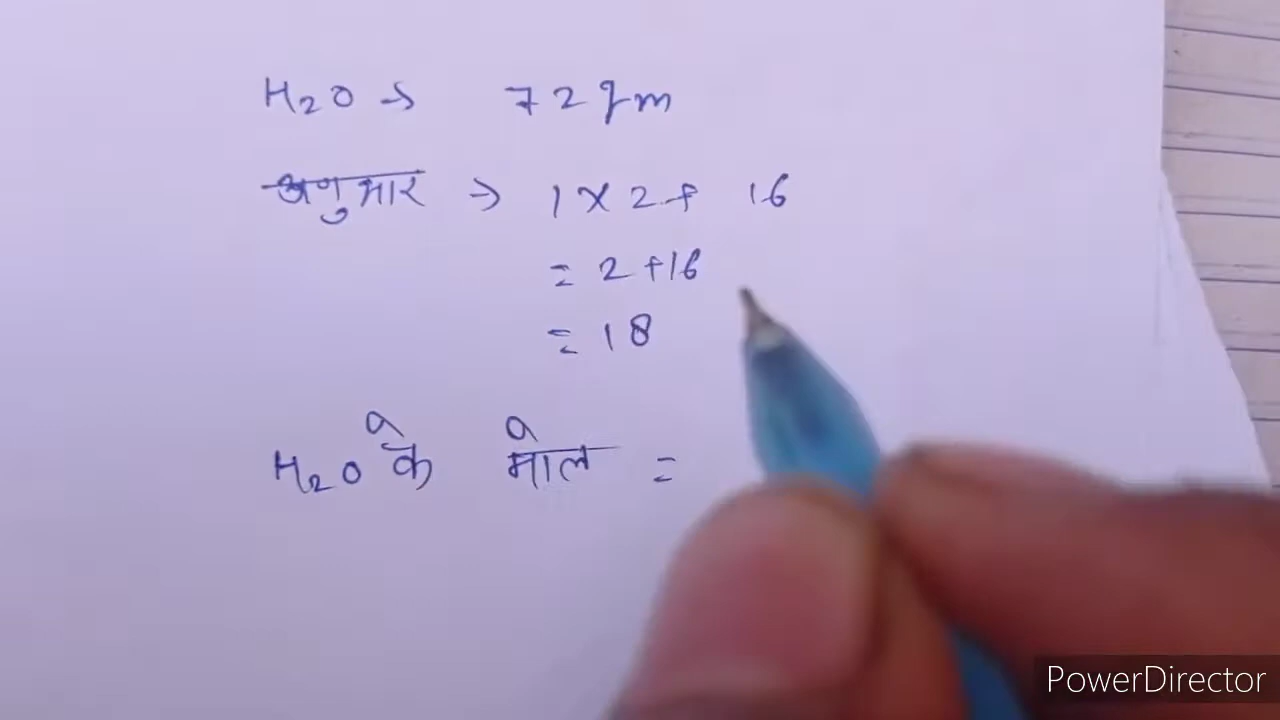 H₂O → 72 gm
अणुभार → 1 × 2 + 16
= 2 + 16
= 18
H₂O के मोल =
PowerDirector